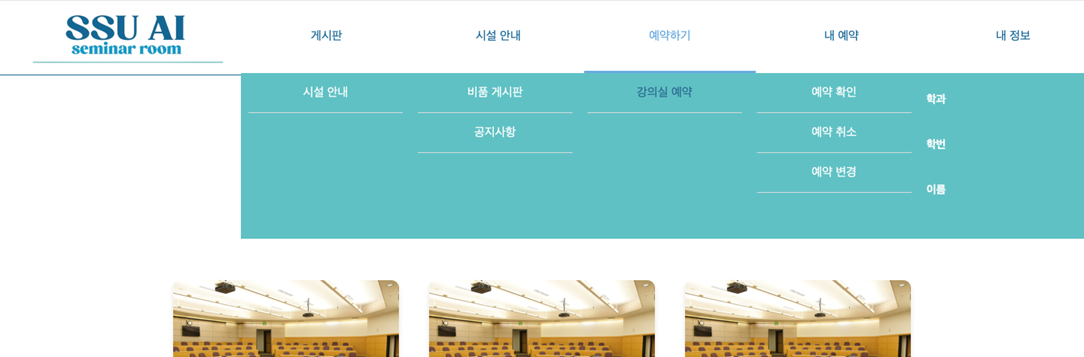 SSU AI
seminar room
게시판
시설 안내
예약하기
내 예약
내 정보
시설 안내
비품 게시판
공지사항
강의실 예약
예약 확인
예약 취소
예약 변경
학과
학번
이름